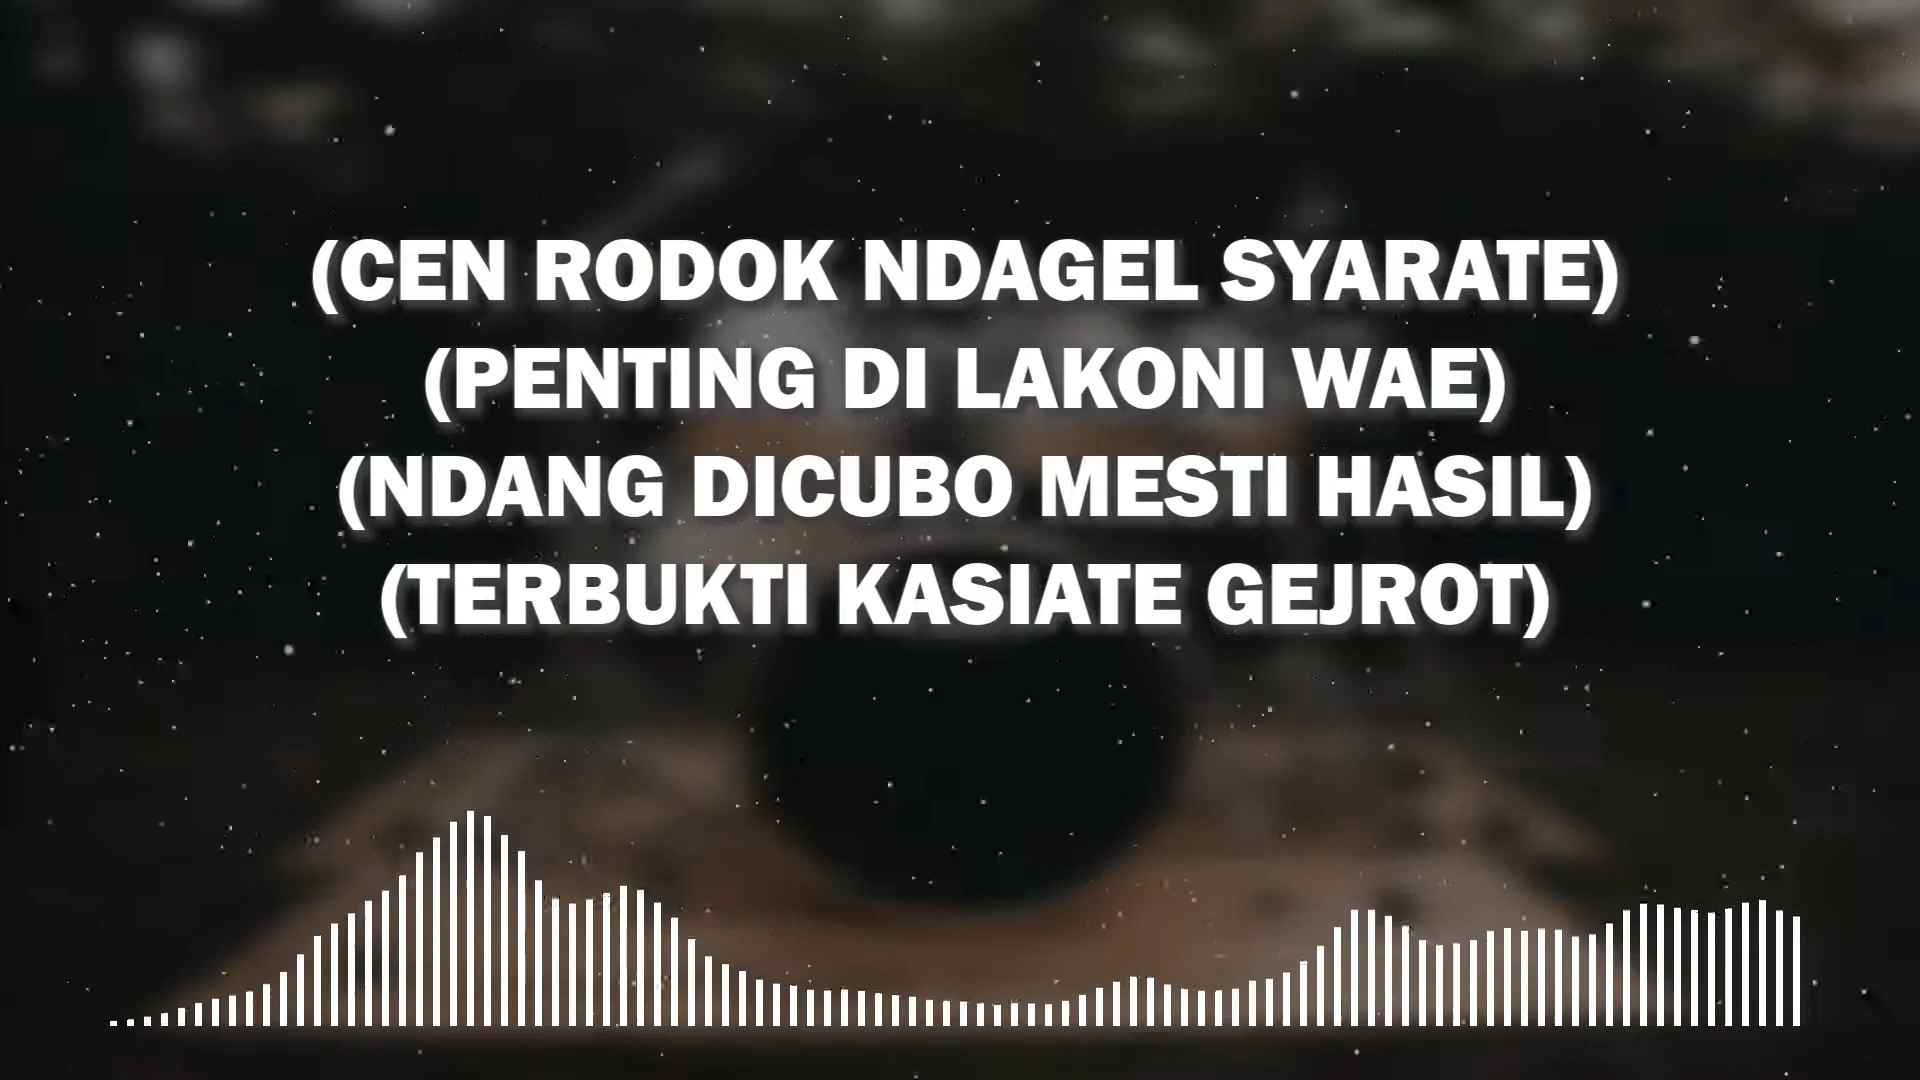 (CEN RODOK NDAGEL SYARATE)
(PENTING DI LAKONI WAE)
(NDANG DICUBO MESTI HASIL)
(TERBUKTI KASIATE GEJROT)